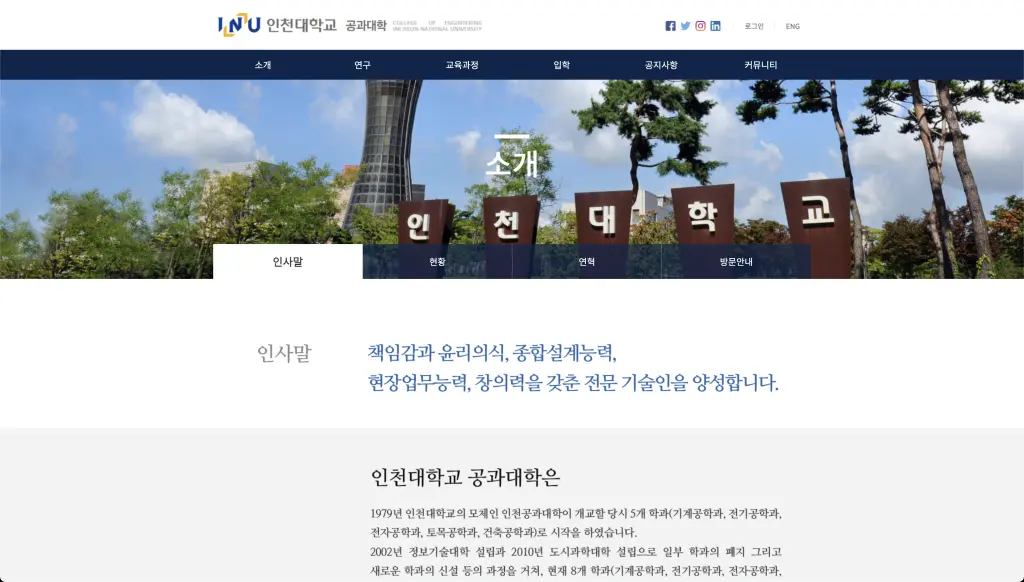 INU 인천대학교 공과대학 COLLEGE OF ENGINEERING
INCHEON NATIONAL UNIVERSITY
로그인 ENG
소개 연구 교육과정 입학 공지사항 커뮤니티
소개
인 천 대 학 교
인사말 현황 연혁 방문안내
인사말
책임감과 윤리의식, 종합설계능력,
현장업무능력, 창의력을 갖춘 전문 기술인을 양성합니다.
인천대학교 공과대학은
1979년 인천대학교의 모체인 인천공과대학이 개교할 당시 5개 학과(기계공학과, 전기공학과,
전자공학과, 토목공학과, 건축공학과)로 시작을 하였습니다.
2002년 정보기술대학 설립과 2010년 도시과학대학 설립으로 일부 학과의 폐지 그리고
새로운 학과의 신설 등의 과정을 거쳐, 현재 8개 학과(기계공학과, 전기공학과, 전자공학과,